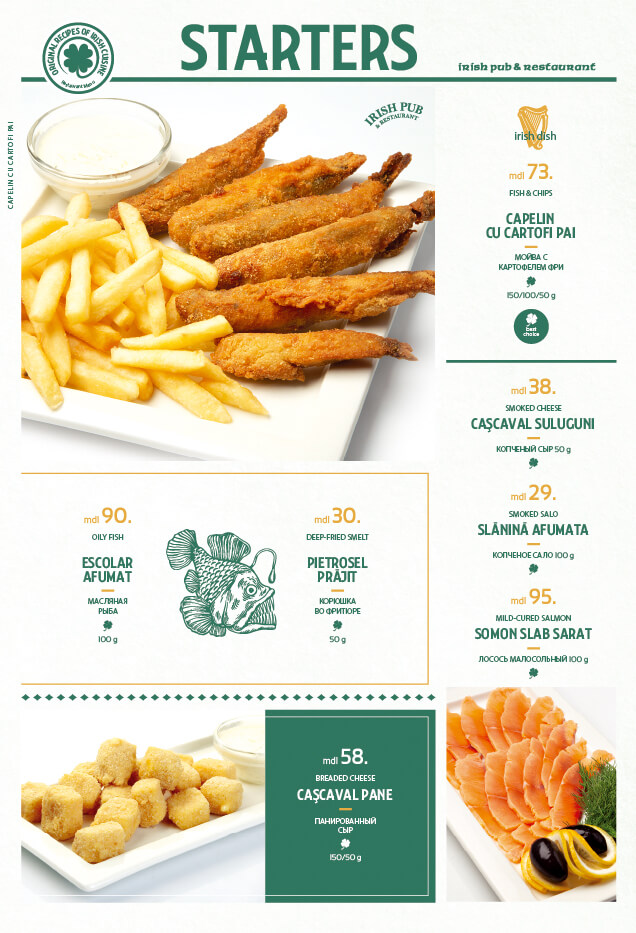 ORIGINAL RECIPES OF IRISH CUISINE
Restaurant Menu
STARTERS
irish pub & restaurant
CAPELIN CU CARTOFI PAI
IRISH PUB
& RESTAURANT
irish dish
mdl 73.
FISH & CHIPS
CAPELIN
CU CARTOFI PAI
МОЙВА С
КАРТОФЕЛЕМ ФРИ
150/100/50 g
best
choice
mdl 38.
SMOKED CHEESE
CAŞCAVAL SULUGUNI
КОПЧЕНЫЙ СЫР 50 g
mdl 29.
SMOKED SALO
SLĂNINĂ AFUMATA
КОПЧЕНОЕ САЛО 100 g
mdl 95.
MILD-CURED SALMON
SOMON SLAB SARAT
ЛОСОСЬ МАЛОСОЛЬНЫЙ 100 g
mdl 90.
OILY FISH
ESCOLAR
AFUMAT
МАСЛЯНАЯ
РЫБА
100 g
mdl 30.
DEEP-FRIED SMELT
PIETROSEL
PRĂJIT
КОРЮШКА
ВО ФРИТЮРЕ
50 g
mdl 58.
BREADED CHEESE
CAŞCAVAL PANE
ПАНИРОВАННЫЙ
СЫР
150/50 g